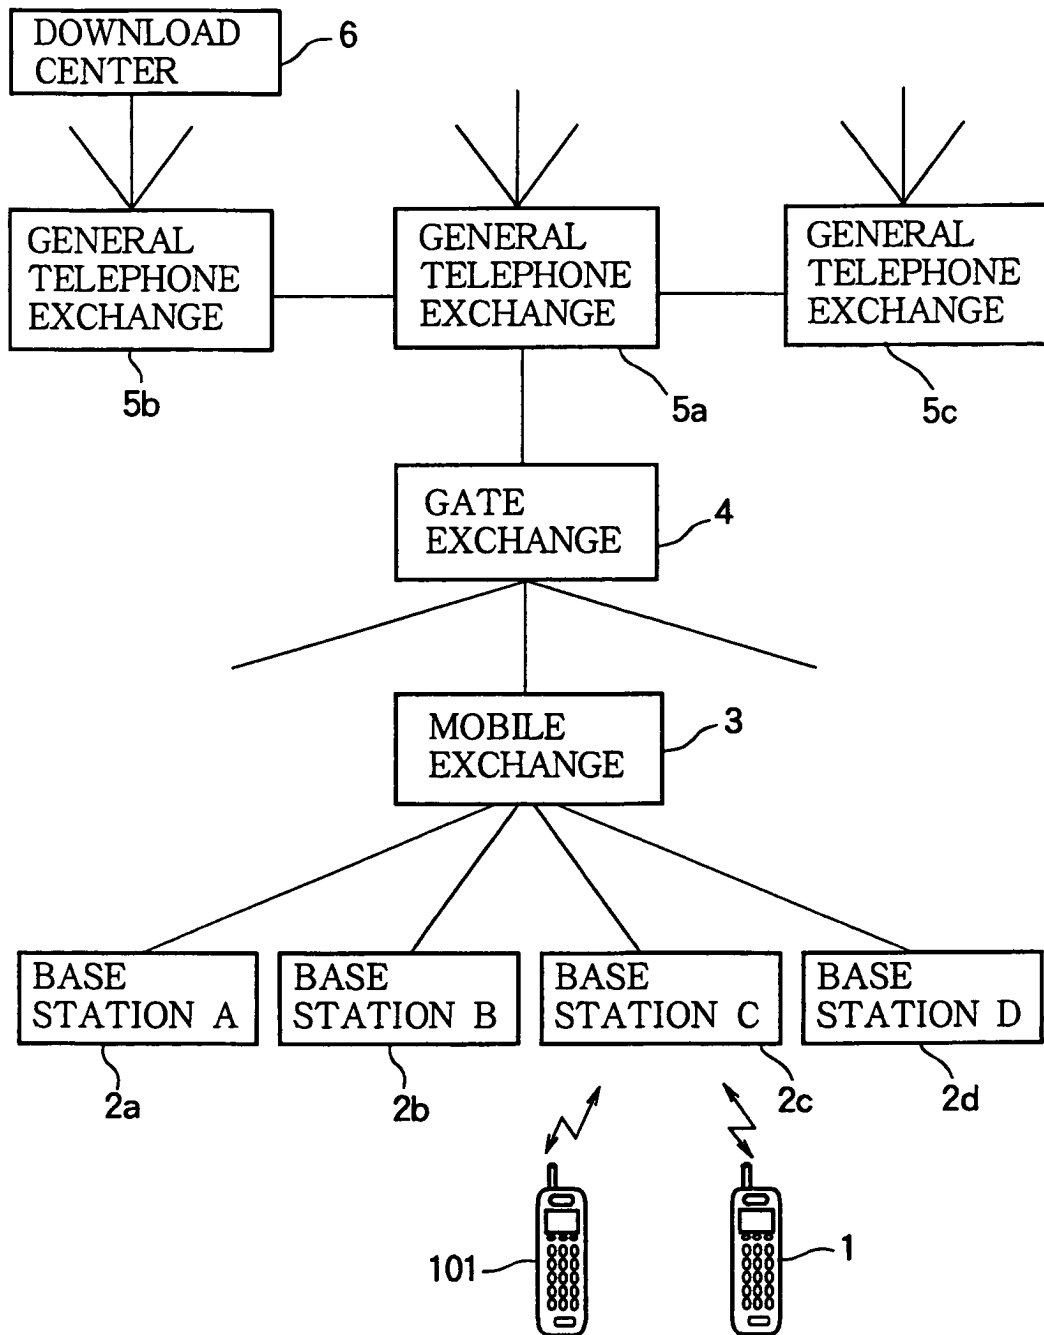 DOWNLOAD
CENTER
6
GENERAL
TELEPHONE
EXCHANGE
5b
GENERAL
TELEPHONE
EXCHANGE
5a
GENERAL
TELEPHONE
EXCHANGE
5c
GATE
EXCHANGE
4
MOBILE
EXCHANGE
3
BASE
STATION A
2a
BASE
STATION B
2b
BASE
STATION C
2c
BASE
STATION D
2d
101
1